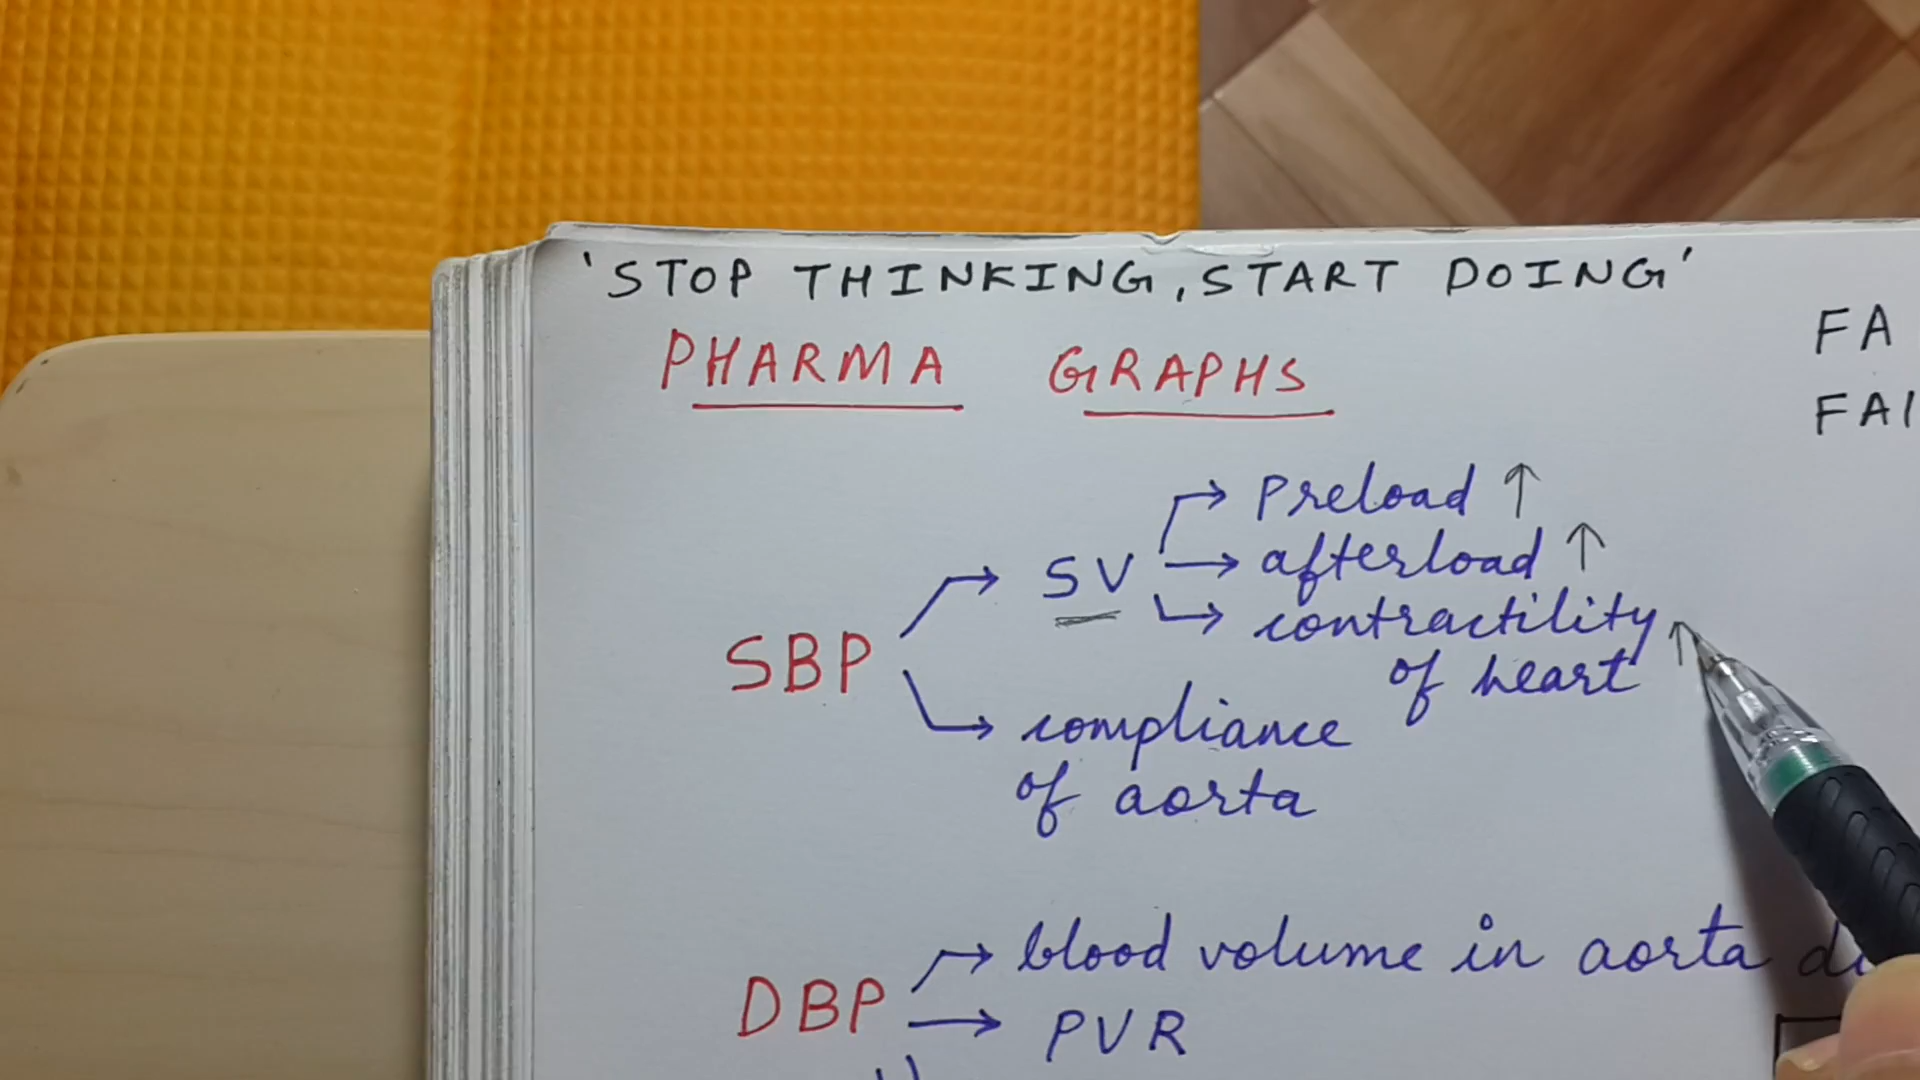 'STOP THINKING, START DOING'
PHARMA GRAPHS
FA
FAI
SBP → SV → Preload ↑
→ afterload ↑
→ contractility ↑
of heart
→ compliance
of aorta
DBP → blood volume in aorta
→ PVR